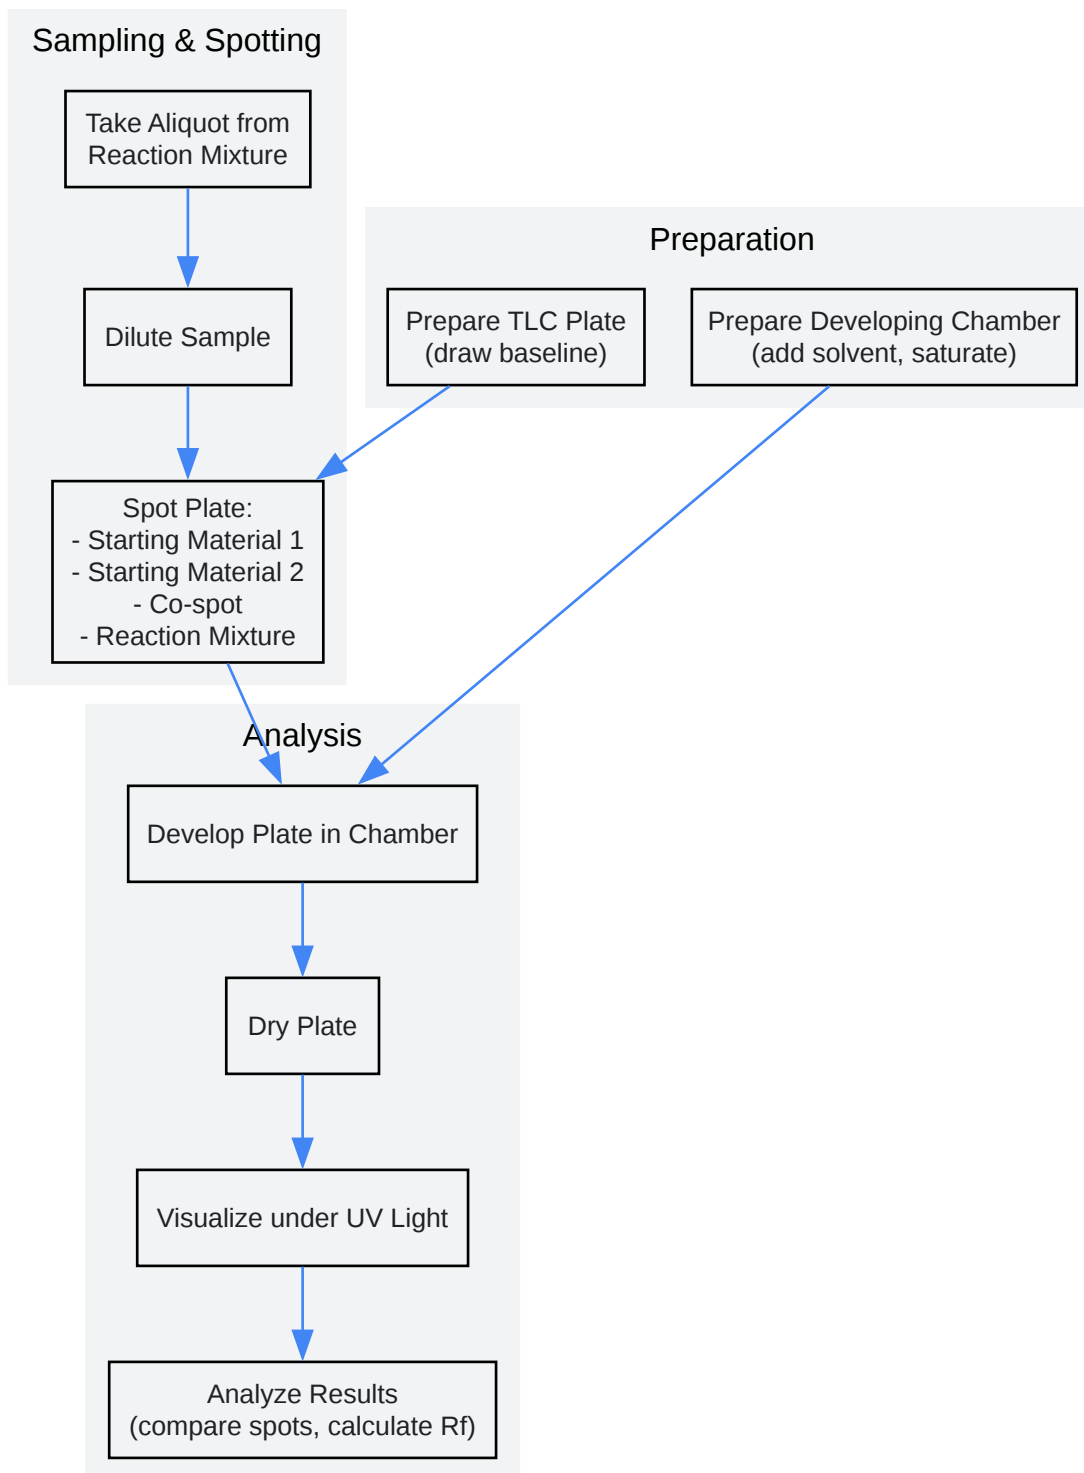 Sampling & Spotting
Take Aliquot from
Reaction Mixture
Dilute Sample
Spot Plate:
- Starting Material 1
- Starting Material 2
- Co-spot
- Reaction Mixture
Preparation
Prepare TLC Plate
(draw baseline)
Prepare Developing Chamber
(add solvent, saturate)
Analysis
Develop Plate in Chamber
Dry Plate
Visualize under UV Light
Analyze Results
(compare spots, calculate Rf)